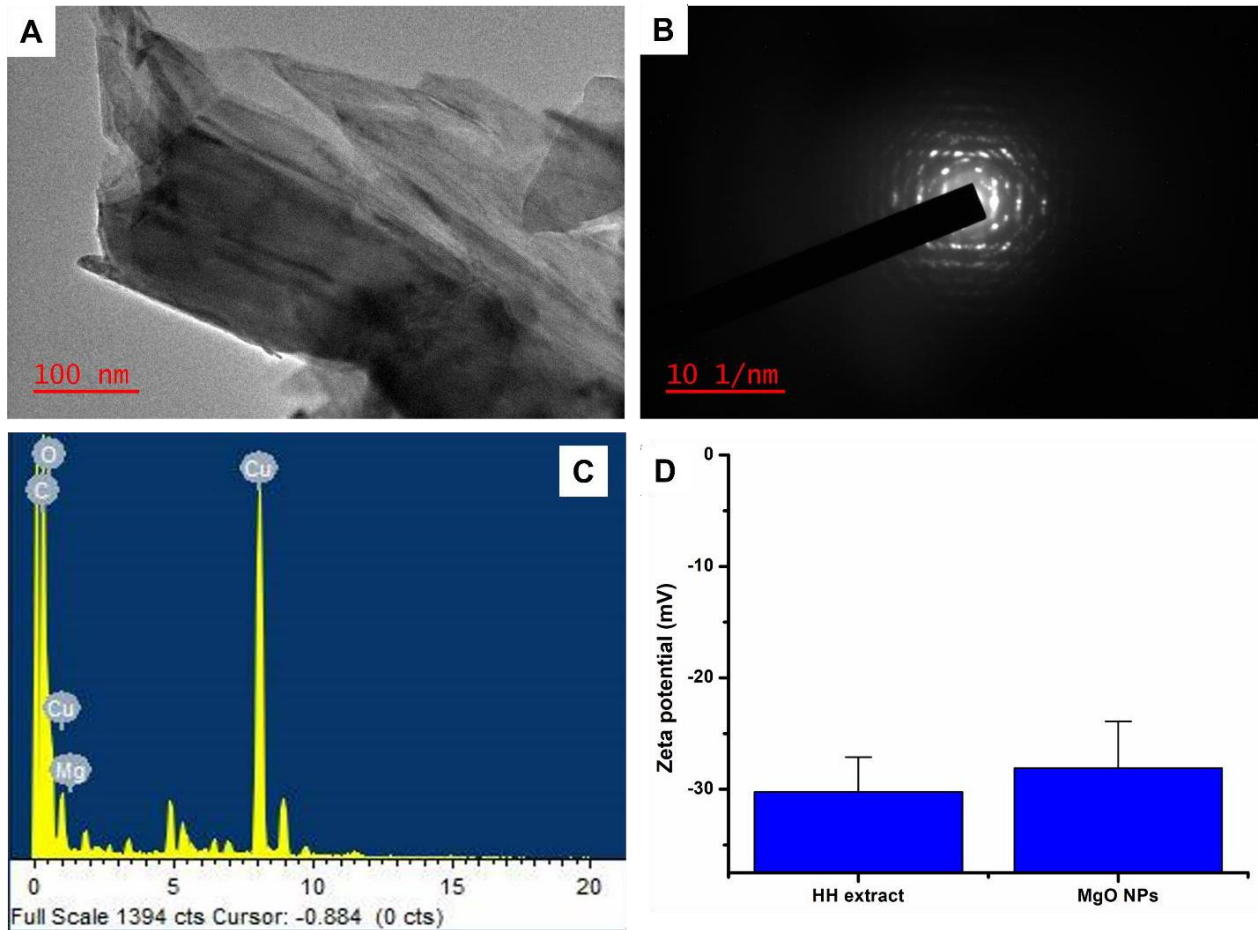 A
100 nm
B
10 1/nm
C
O
C
Cu
Cu
Mg
0 5 10 15 20
Full Scale 1394 cts Cursor: -0.884 (0 cts)
D
0
-10
-20
-30
Zeta potential (mV)
HH extract MgO NPs